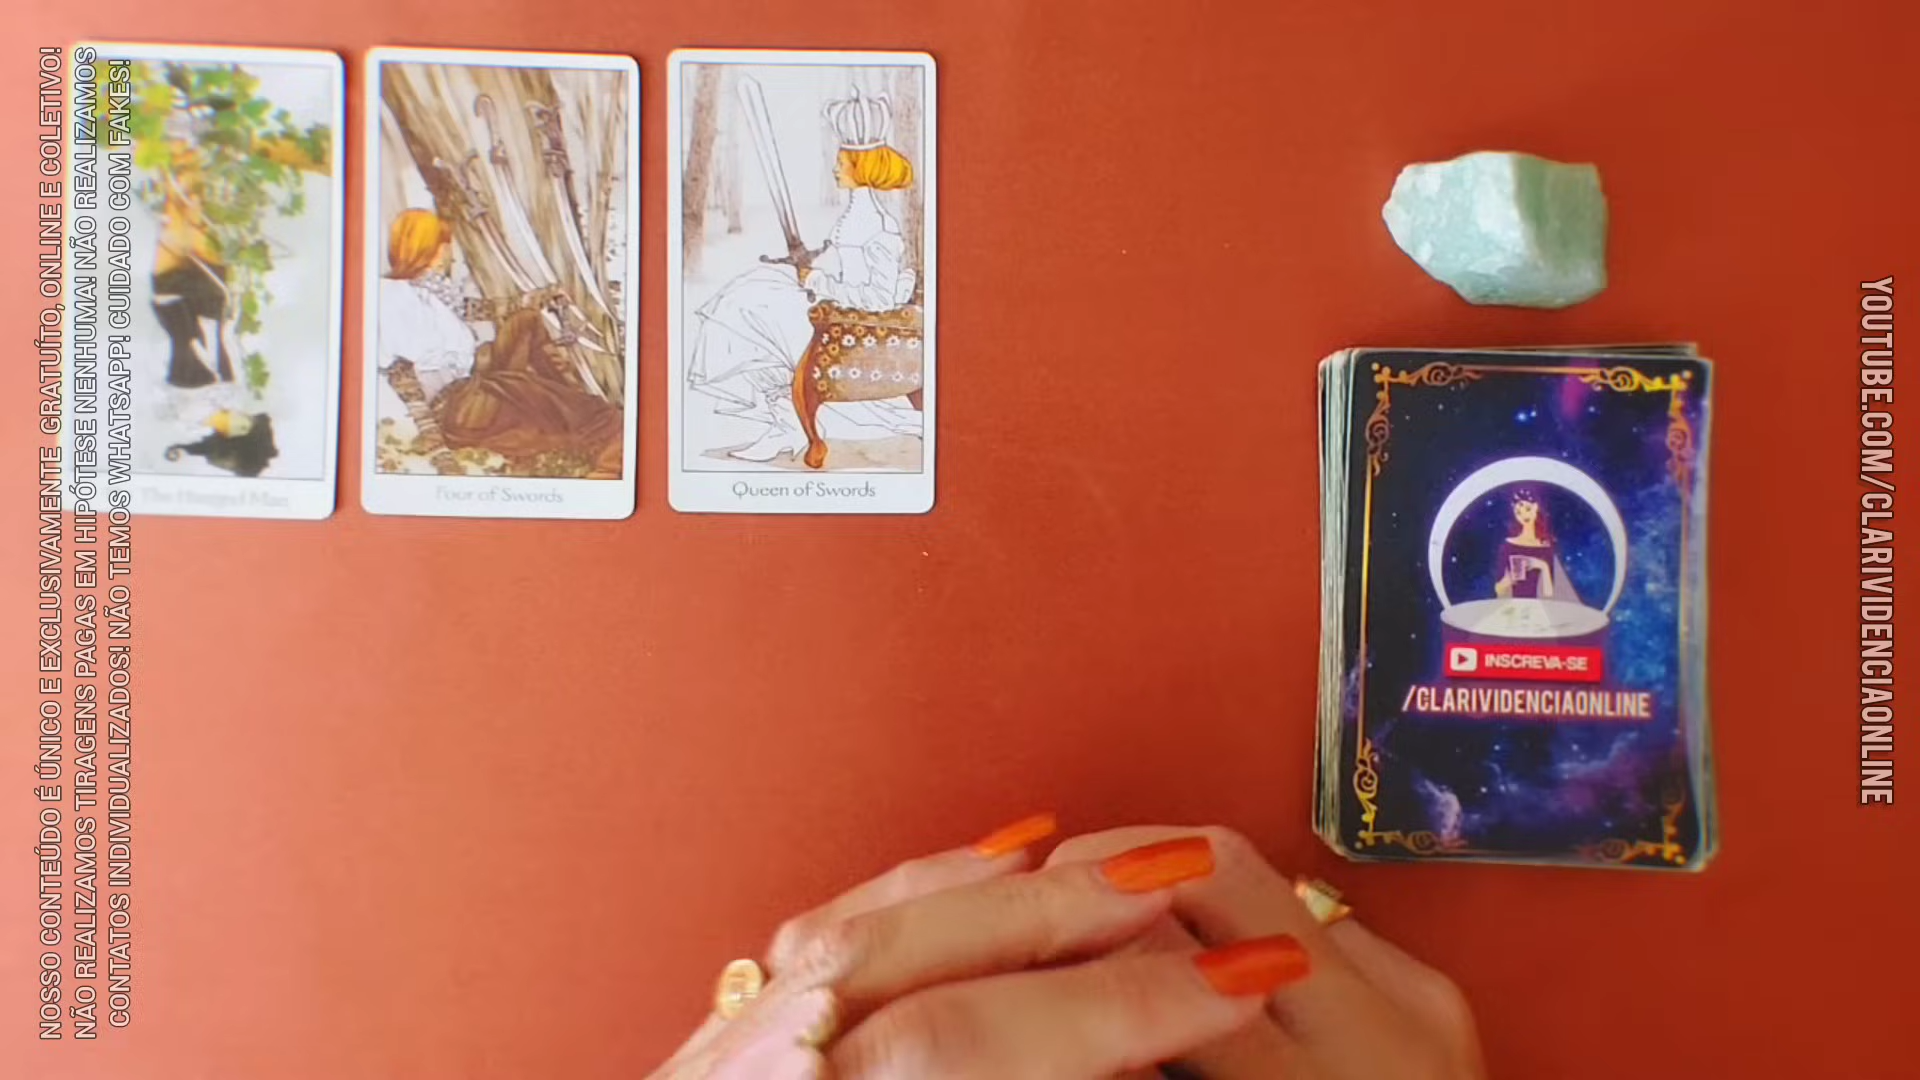 NOSSO CONTEÚDO É ÚNICO E EXCLUSIVAMENTE GRATUÍTO, ONLINE E COLETIVO!
NÃO REALIZAMOS TIRAGENS PAGAS EM HIPÓTESE NENHUMA! NÃO REALIZAMOS
CONTATOS INDIVIDUALIZADOS! NÃO TEMOS WHATSAPP! CUIDADO COM FAKES!
The Hanged Man
Four of Swords
Queen of Swords
INSCREVA-SE
/CLARIVIDENCIAONLINE
YOUTUBE.COM/CLARIVIDENCIAONLINE